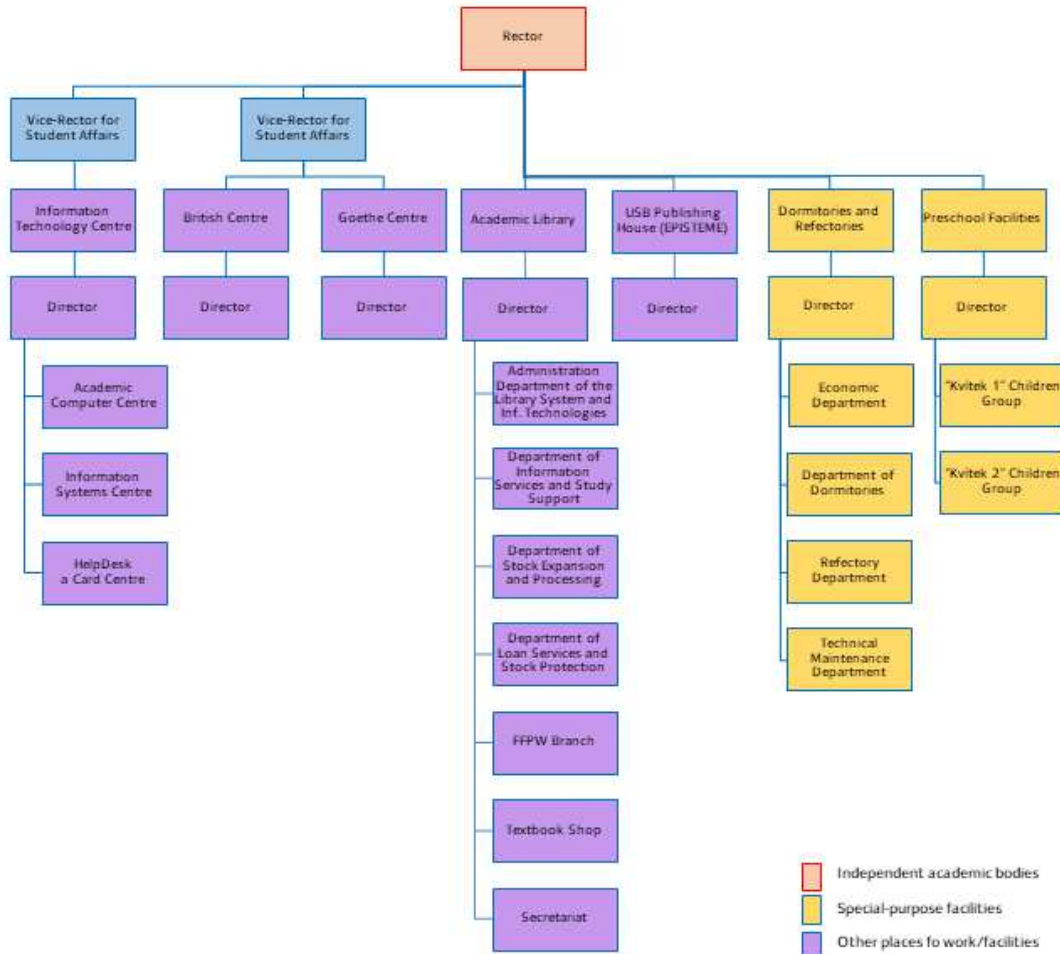 Rector
Vice-Rector for
Student Affairs
Vice-Rector for
Student Affairs
Information
Technology Centre
British Centre
Goethe Centre
Academic Library
USB Publishing
House (EPISTEME)
Dormitories and
Refectories
Preschool Facilities
Director
Director
Director
Director
Director
Director
Director
Academic
Computer Centre
Information
Systems Centre
HelpDesk
a Card Centre
Administration
Department of the
Library System and
Inf. Technologies
Department of
Information
Services and Study
Support
Department of
Stock Expansion
and Processing
Department of
Loan Services and
Stock Protection
FFPW Branch
Textbook Shop
Secretariat
Economic
Department
Department of
Dormitories
Refectory
Department
Technical
Maintenance
Department
"Kvitek 1" Children
Group
"Kvitek 2" Children
Group
Independent academic bodies
Special-purpose facilities
Other places fo work/facilities